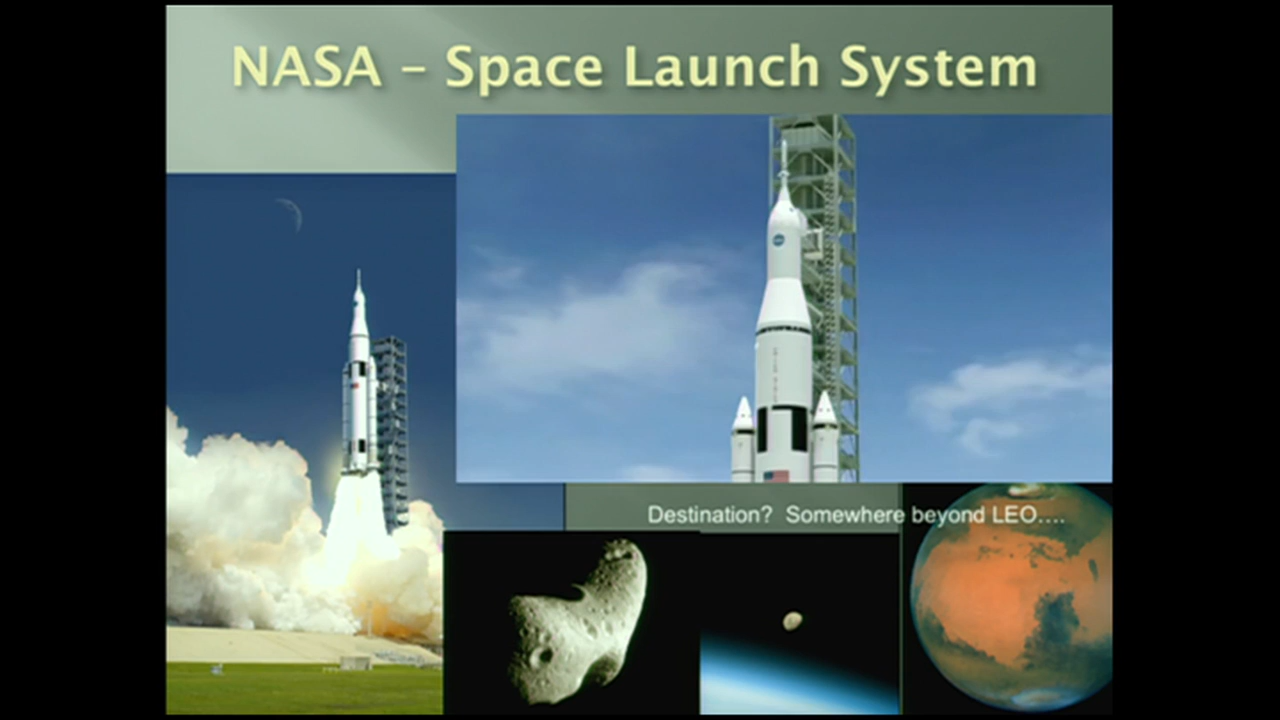 NASA – Space Launch System
Destination? Somewhere beyond LEO....